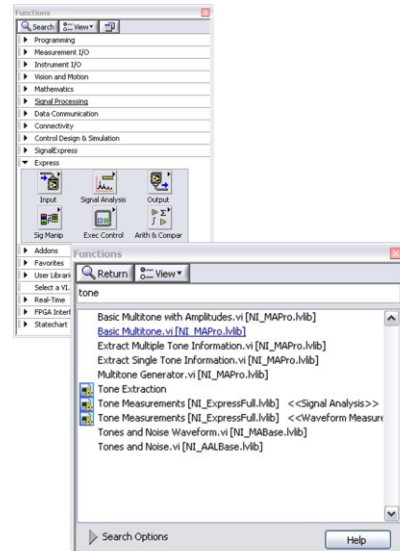 Functions
Search View
Programming
Measurement I/O
Instrument I/O
Vision and Motion
Mathematics
Signal Processing
Data Communication
Connectivity
Control Design & Simulation
SignalExpress
Express
Input Signal Analysis Output
Sig Manip Exec Control Arith & Compar
Addons
Favorites
User Librari
Select a VI.
Real-Time
FPGA Interf
Statechart
Functions
Return View
tone
Basic Multitone with Amplitudes.vi [NI_MAPro.lvlib]
Basic Multitone.vi [NI_MAPro.lvlib]
Extract Multiple Tone Information.vi [NI_MAPro.lvlib]
Extract Single Tone Information.vi [NI_MAPro.lvlib]
Multitone Generator.vi [NI_MAPro.lvlib]
Tone Extraction
Tone Measurements [NI_ExpressFull.lvlib] <<Signal Analysis>>
Tone Measurements [NI_ExpressFull.lvlib] <<Waveform Measure
Tones and Noise Waveform.vi [NI_MABase.lvlib]
Tones and Noise.vi [NI_AALBase.lvlib]
Search Options
Help